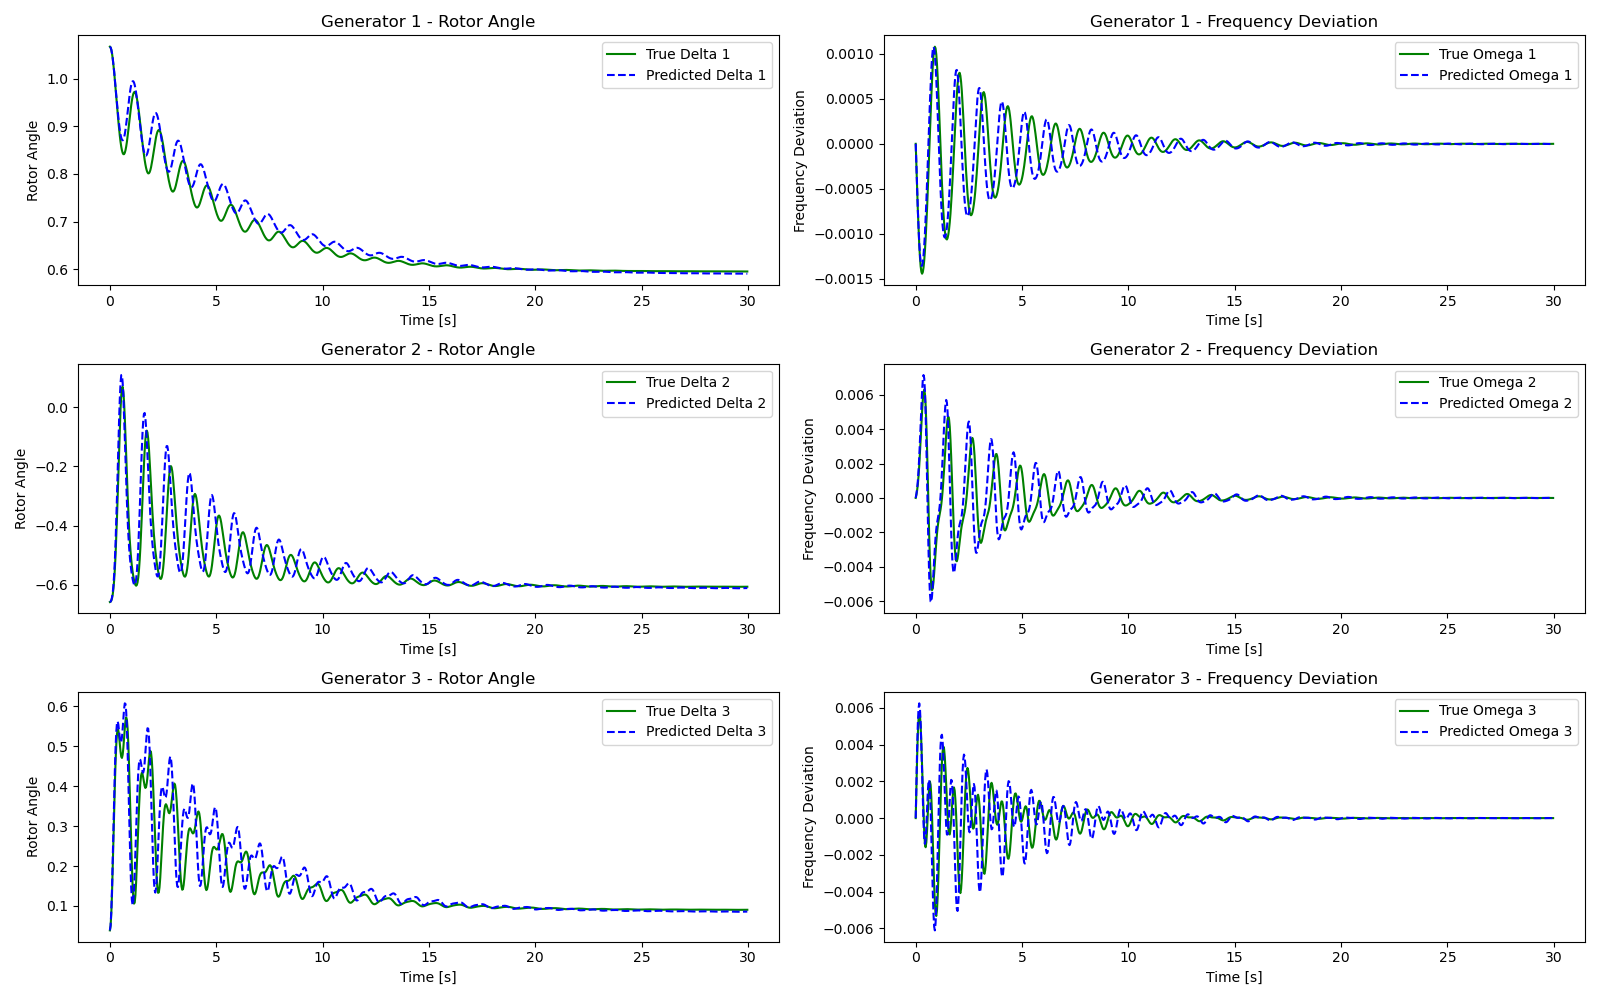 Generator 1 - Rotor Angle
Rotor Angle
1.0
0.9
0.8
0.7
0.6
True Delta 1
Predicted Delta 1
0 5 10 15 20 25 30
Time [s]
Generator 1 - Frequency Deviation
Frequency Deviation
0.0010
0.0005
0.0000
−0.0005
−0.0010
−0.0015
True Omega 1
Predicted Omega 1
0 5 10 15 20 25 30
Time [s]
Generator 2 - Rotor Angle
Rotor Angle
0.0
−0.2
−0.4
−0.6
True Delta 2
Predicted Delta 2
0 5 10 15 20 25 30
Time [s]
Generator 2 - Frequency Deviation
Frequency Deviation
0.006
0.004
0.002
0.000
−0.002
−0.004
−0.006
True Omega 2
Predicted Omega 2
0 5 10 15 20 25 30
Time [s]
Generator 3 - Rotor Angle
Rotor Angle
0.6
0.5
0.4
0.3
0.2
0.1
True Delta 3
Predicted Delta 3
0 5 10 15 20 25 30
Time [s]
Generator 3 - Frequency Deviation
Frequency Deviation
0.006
0.004
0.002
0.000
−0.002
−0.004
−0.006
True Omega 3
Predicted Omega 3
0 5 10 15 20 25 30
Time [s]